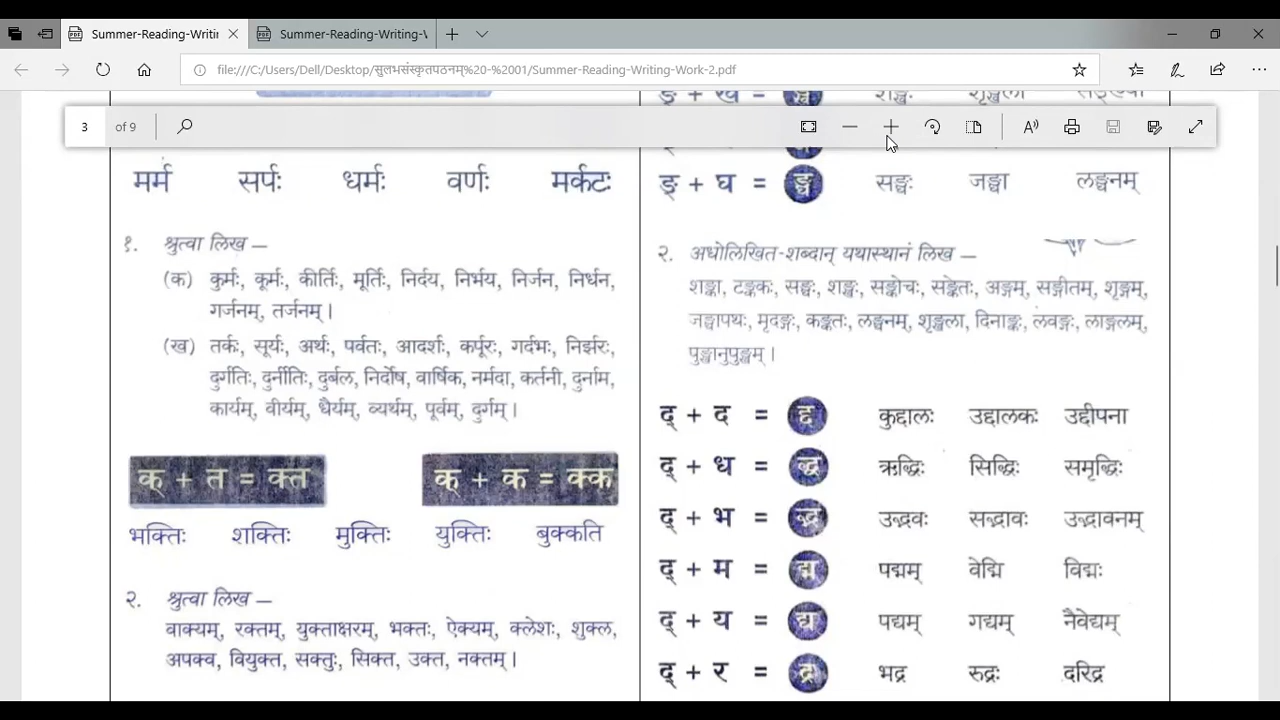 Summer-Reading-Writin
Summer-Reading-Writing-V
file:///C:/Users/Dell/Desktop/सुलभसंस्कृतपठनम्%20-%2001/Summer-Reading-Writing-Work-2.pdf
3 of 9
मर्म सर्पः धर्मः वर्णः मर्कटः
१. श्रुत्वा लिख –
(क) कुर्मः, कूर्मः, कीर्तिः, मूर्तिः, निर्दय, निर्भय, निर्जन, निर्धन,
गर्जनम्, तर्जनम् ।
(ख) तर्कः, सूर्यः, अर्थः, पर्वतः, आदर्शः, कर्पूरः, गर्दभः, निर्झरः,
दुर्गतिः, दुर्नीतिः, दुर्बल, निर्दोष, वार्षिक, नर्मदा, कर्तनी, दुर्नाम,
कार्यम्, वीर्यम्, धैर्यम्, व्यर्थम्, पूर्वम्, दुर्गम् ।
क् + त = क्त क् + क = क्क
भक्तिः शक्तिः मुक्तिः युक्तिः बुक्कति
२. श्रुत्वा लिख –
वाक्यम्, रक्तम्, युक्ताक्षरम्, भक्तः, ऐक्यम्, क्लेशः, शुक्ल,
अपक्व, वियुक्त, सक्तुः, सिक्त, उक्त, नक्तम् ।
ङ् + ख = ङ्ख शङ्खः शृङ्खला
ङ् + घ = ङ्घ सङ्घः जङ्घा लङ्घनम्
२. अधोलिखित-शब्दान् यथास्थानं लिख –
शङ्का, टङ्ककः, सङ्घः, शङ्खः, सङ्कोचः, सङ्केतः, अङ्गम्, सङ्गीतम्, शृङ्गम्,
जङ्घापथः, मृदङ्गः, कङ्कतः, लङ्घनम्, शृङ्खला, दिनाङ्कः, लवङ्गः, लाङ्गलम्,
पुङ्खानुपुङ्खम् ।
द् + द = द्द कुद्दालः उद्दालकः उद्दीपना
द् + ध = द्ध ऋद्धिः सिद्धिः समृद्धिः
द् + भ = द्भ उद्भवः सद्भावः उद्भावनम्
द् + म = द्म पद्मम् वेद्मि विद्मः
द् + य = द्य पद्यम् गद्यम् नैवेद्यम्
द् + र = द्र भद्र रुद्रः दरिद्र